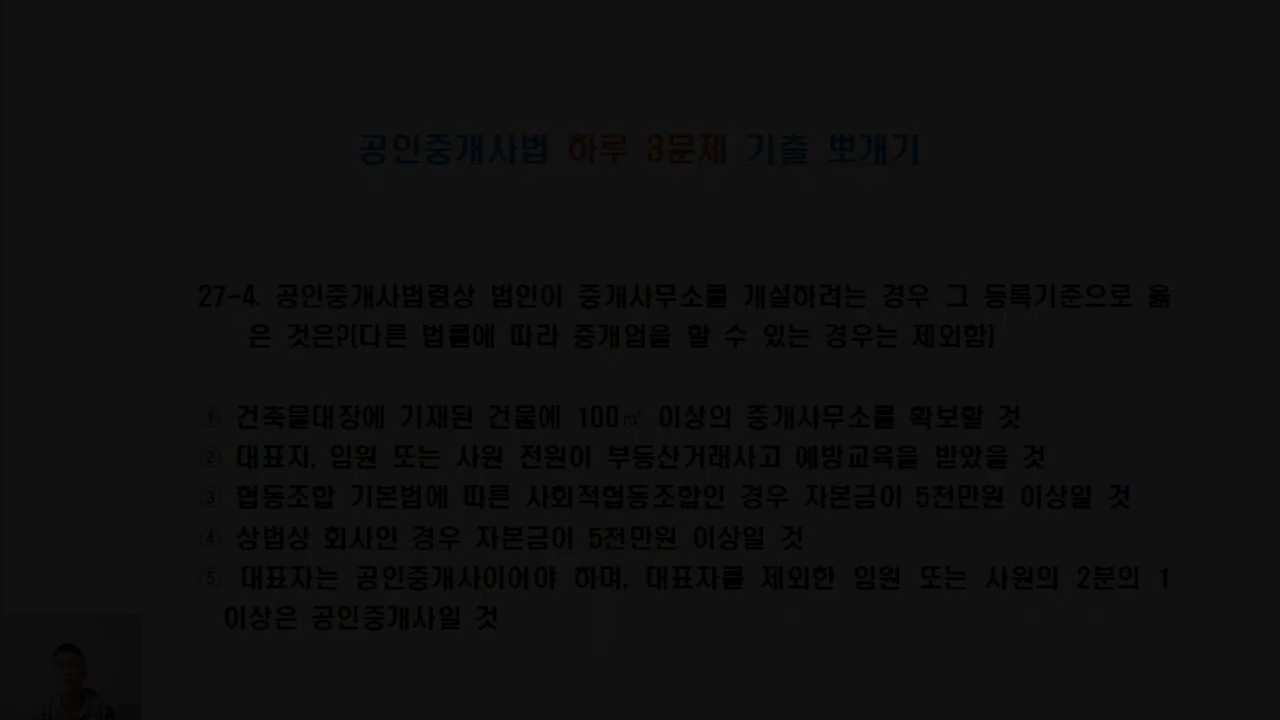 공인중개사법 하루 3문제 기출 뽀개기
27-4. 공인중개사법령상 법인이 중개사무소를 개설하려는 경우 그 등록기준으로 옳
은 것은?(다른 법률에 따라 중개업을 할 수 있는 경우는 제외함)
① 건축물대장에 기재된 건물에 100㎡ 이상의 중개사무소를 확보할 것
② 대표자, 임원 또는 사원 전원이 부동산거래사고 예방교육을 받았을 것
③ 협동조합 기본법에 따른 사회적협동조합인 경우 자본금이 5천만원 이상일 것
④ 상법상 회사인 경우 자본금이 5천만원 이상일 것
⑤ 대표자는 공인중개사이어야 하며, 대표자를 제외한 임원 또는 사원의 2분의 1
이상은 공인중개사일 것